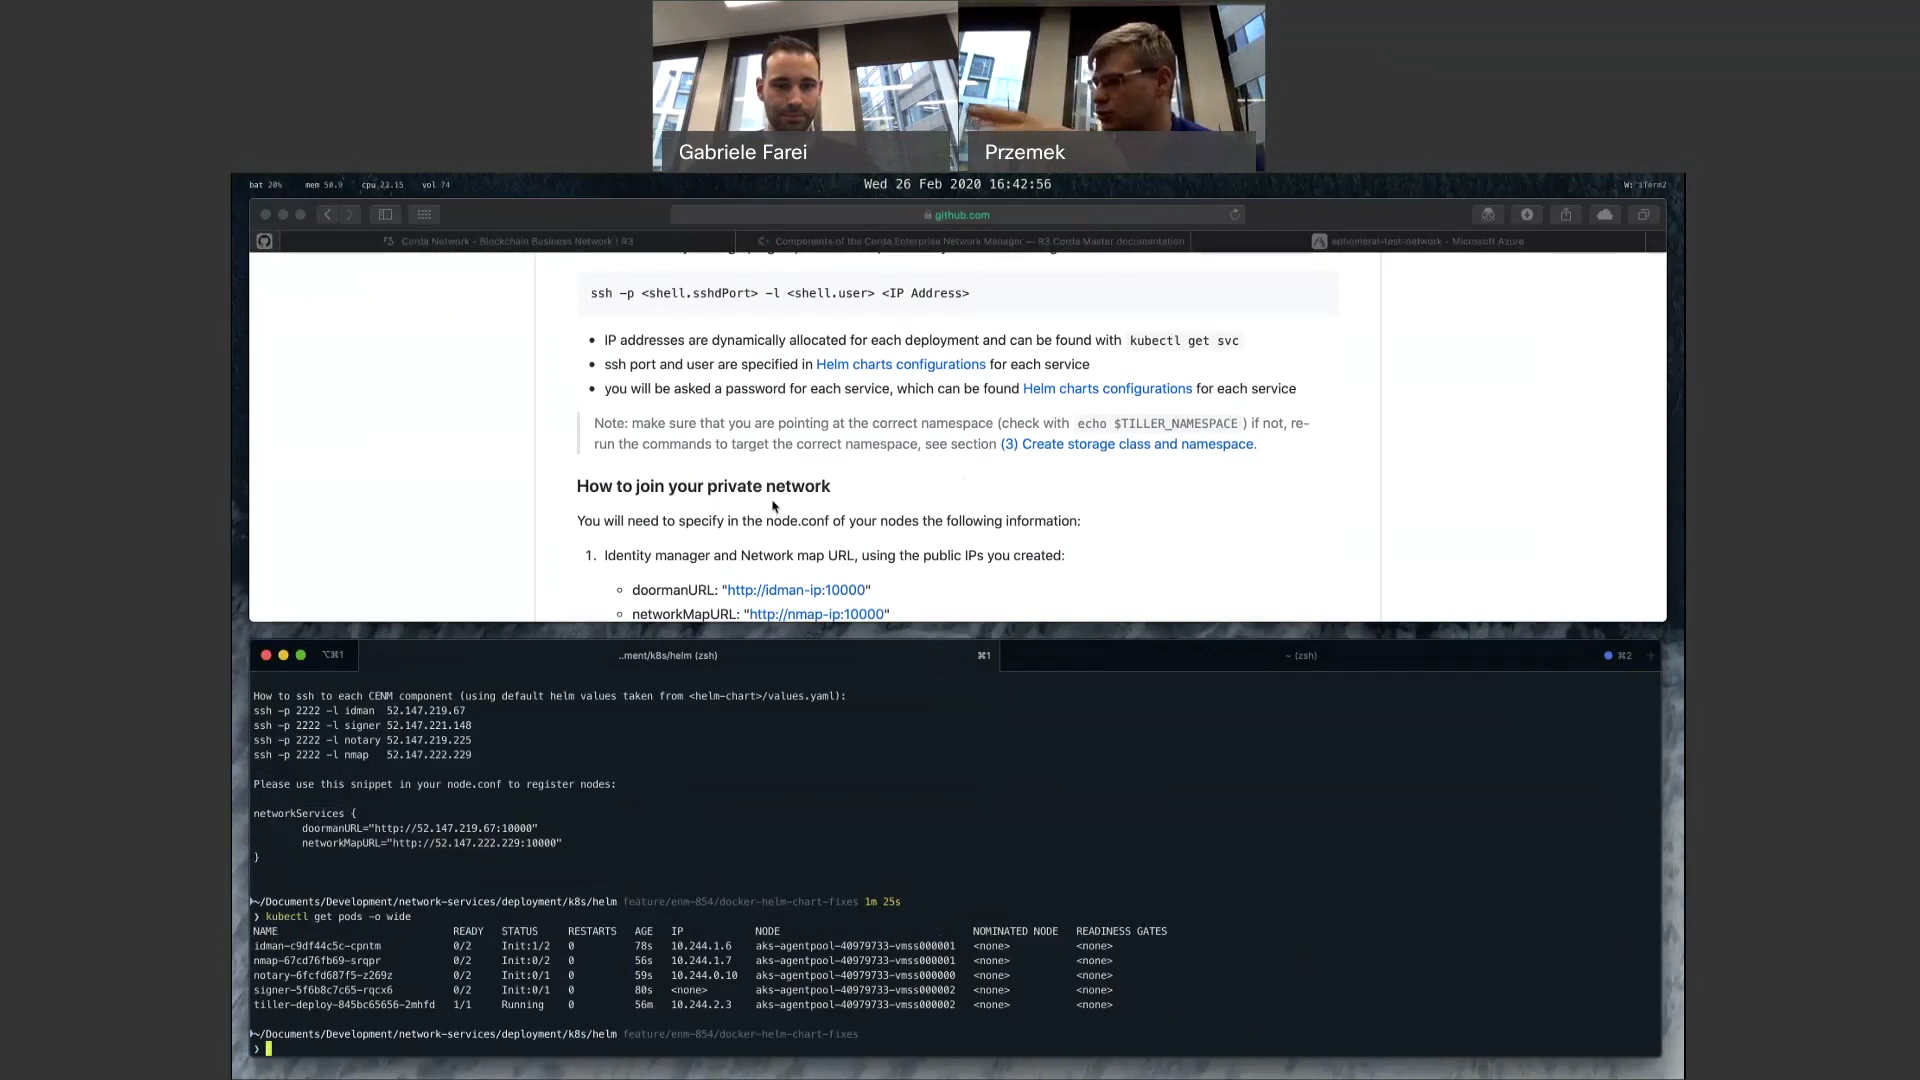 Gabriele Farei
Przemek
bat 20% mem 50.9 cpu 22.15 vol 74
Wed 26 Feb 2020 16:42:56
W: iTerm2
github.com
Corda Network - Blockchain Business Network | R3
Components of the Corda Enterprise Network Manager — R3 Corda Master documentation
ephemeral-test-network - Microsoft Azure
ssh -p <shell.sshdPort> -l <shell.user> <IP Address>
• IP addresses are dynamically allocated for each deployment and can be found with kubectl get svc
• ssh port and user are specified in Helm charts configurations for each service
• you will be asked a password for each service, which can be found Helm charts configurations for each service
Note: make sure that you are pointing at the correct namespace (check with echo $TILLER_NAMESPACE ) if not, re-
run the commands to target the correct namespace, see section (3) Create storage class and namespace.
How to join your private network
You will need to specify in the node.conf of your nodes the following information:
1. Identity manager and Network map URL, using the public IPs you created:
◦ doormanURL: "http://idman-ip:10000"
◦ networkMapURL: "http://nmap-ip:10000"
⌥⌘1
..ment/k8s/helm (zsh)
⌘1
~ (zsh)
⌘2
How to ssh to each CENM component (using default helm values taken from <helm-chart>/values.yaml):
ssh -p 2222 -l idman 52.147.219.67
ssh -p 2222 -l signer 52.147.221.148
ssh -p 2222 -l notary 52.147.219.225
ssh -p 2222 -l nmap 52.147.222.229
Please use this snippet in your node.conf to register nodes:
networkServices {
doormanURL="http://52.147.219.67:10000"
networkMapURL="http://52.147.222.229:10000"
}
~/Documents/Development/network-services/deployment/k8s/helm feature/enm-854/docker-helm-chart-fixes 1m 25s
❯ kubectl get pods -o wide
NAME READY STATUS RESTARTS AGE IP NODE NOMINATED NODE READINESS GATES
idman-c9df44c5c-cpntm 0/2 Init:1/2 0 78s 10.244.1.6 aks-agentpool-40979733-vmss000001 <none> <none>
nmap-67cd76fb69-srqpr 0/2 Init:0/2 0 56s 10.244.1.7 aks-agentpool-40979733-vmss000001 <none> <none>
notary-6fcfd687f5-z269z 0/2 Init:0/1 0 59s 10.244.0.10 aks-agentpool-40979733-vmss000000 <none> <none>
signer-5f6b8c7c65-rqcx6 0/2 Init:0/1 0 80s <none> aks-agentpool-40979733-vmss000002 <none> <none>
tiller-deploy-845bc65656-2mhfd 1/1 Running 0 56m 10.244.2.3 aks-agentpool-40979733-vmss000002 <none> <none>
~/Documents/Development/network-services/deployment/k8s/helm feature/enm-854/docker-helm-chart-fixes
❯